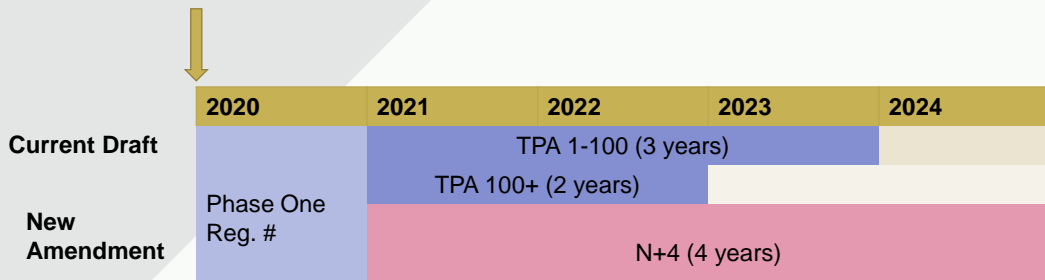 2020 2021 2022 2023 2024
Current Draft
TPA 1-100 (3 years)
TPA 100+ (2 years)
Phase One
Reg. #
New
Amendment
N+4 (4 years)